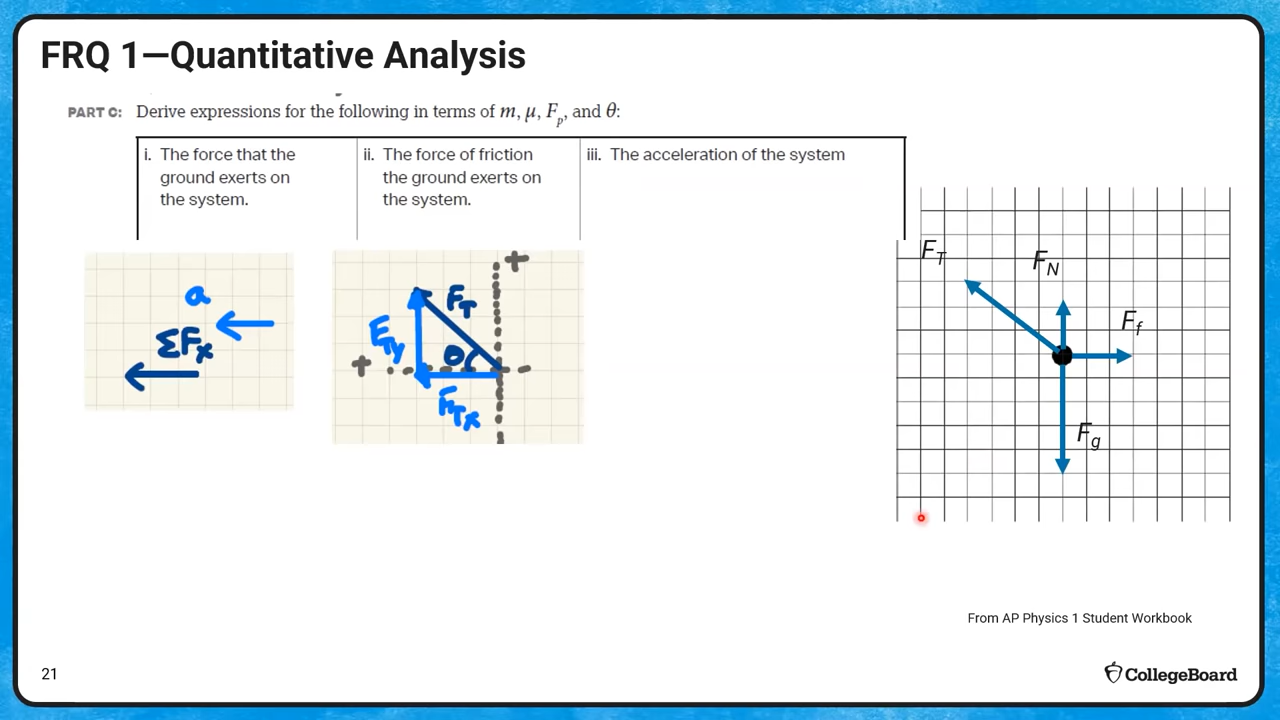 FRQ 1—Quantitative Analysis
PART C: Derive expressions for the following in terms of m, μ, Fp, and θ:
i. The force that the
ground exerts on
the system.
ii. The force of friction
the ground exerts on
the system.
iii. The acceleration of the system
a
ΣFx
+
FT
FTy
θ
+
-
FTx
FT
FN
Ff
Fg
From AP Physics 1 Student Workbook
21
CollegeBoard